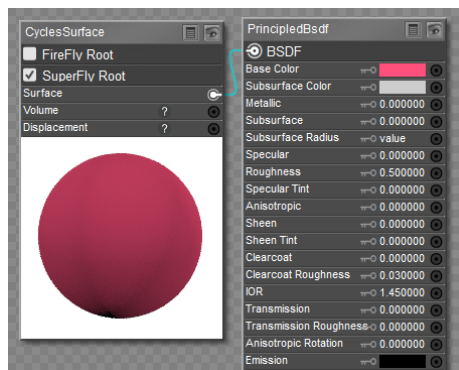 CyclesSurface
FireFly Root
SuperFly Root
Surface
Volume ?
Displacement ?
PrincipledBsdf
BSDF
Base Color
Subsurface Color
Metallic 0.000000
Subsurface 0.000000
Subsurface Radius value
Specular 0.000000
Roughness 0.500000
Specular Tint 0.000000
Anisotropic 0.000000
Sheen 0.000000
Sheen Tint 0.000000
Clearcoat 0.000000
Clearcoat Roughness 0.030000
IOR 1.450000
Transmission 0.000000
Transmission Roughness 0.000000
Anisotropic Rotation 0.000000
Emission